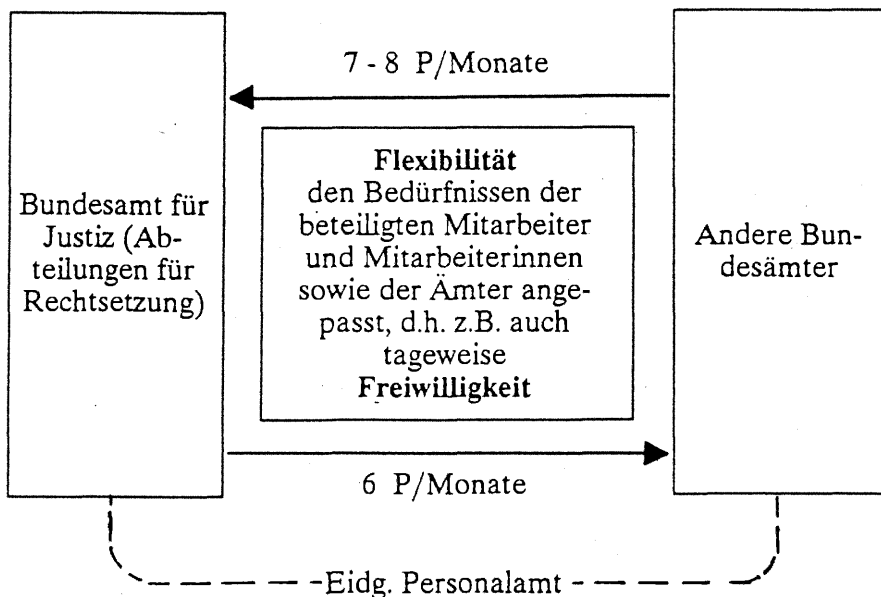 7 - 8 P/Monate
Bundesamt für
Justiz (Ab-
teilungen für
Rechtsetzung)
Flexibilität
den Bedürfnissen der
beteiligten Mitarbeiter
und Mitarbeiterinnen
sowie der Ämter ange-
passt, d.h. z.B. auch
tageweise
Freiwilligkeit
Andere Bun-
desämter
6 P/Monate
Eidg. Personalamt